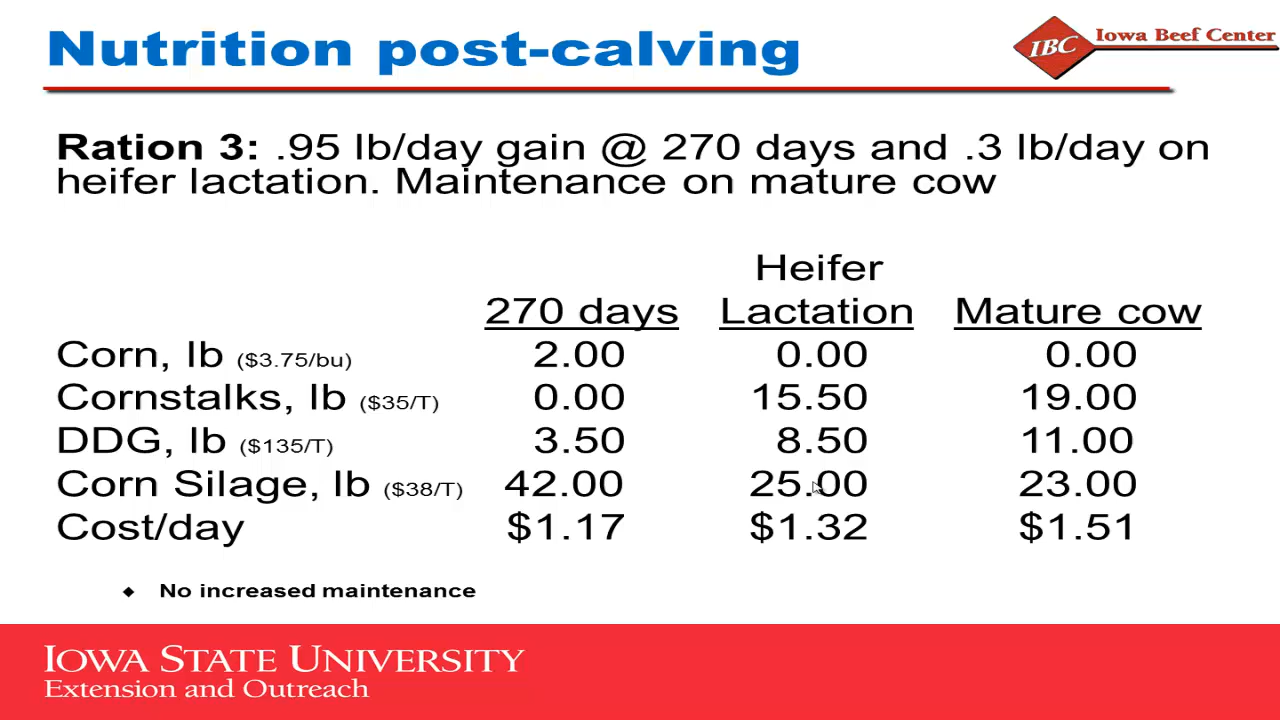 Nutrition post-calving
IBC Iowa Beef Center
Ration 3: .95 lb/day gain @ 270 days and .3 lb/day on
heifer lactation. Maintenance on mature cow
Heifer
270 days Lactation Mature cow
Corn, lb ($3.75/bu) 2.00 0.00 0.00
Cornstalks, lb ($35/T) 0.00 15.50 19.00
DDG, lb ($135/T) 3.50 8.50 11.00
Corn Silage, lb ($38/T) 42.00 25.00 23.00
Cost/day $1.17 $1.32 $1.51
◆ No increased maintenance
IOWA STATE UNIVERSITY
Extension and Outreach